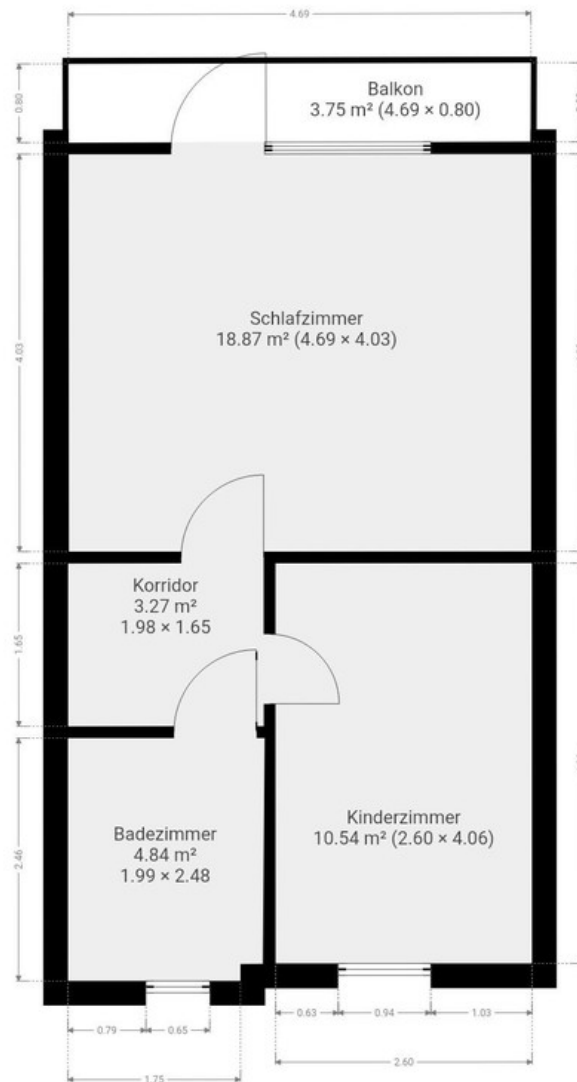 4.69
0.80
Balkon
3.75 m² (4.69 × 0.80)
4.03
Schlafzimmer
18.87 m² (4.69 × 4.03)
Korridor
3.27 m²
1.98 × 1.65
1.65
Kinderzimmer
10.54 m² (2.60 × 4.06)
Badezimmer
4.84 m²
1.99 × 2.48
2.46
0.79
0.65
0.63
0.94
1.03
2.60
1.75